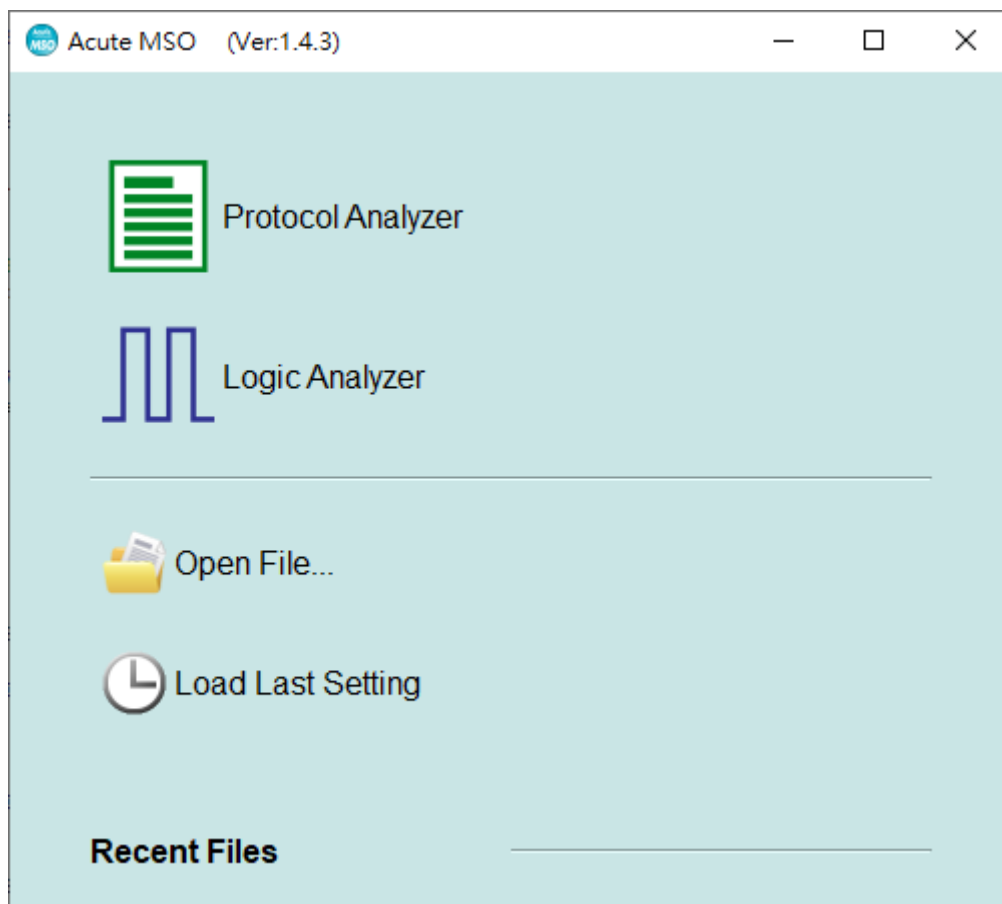 Acute MSO (Ver:1.4.3)
Protocol Analyzer
Logic Analyzer
Open File...
Load Last Setting
Recent Files